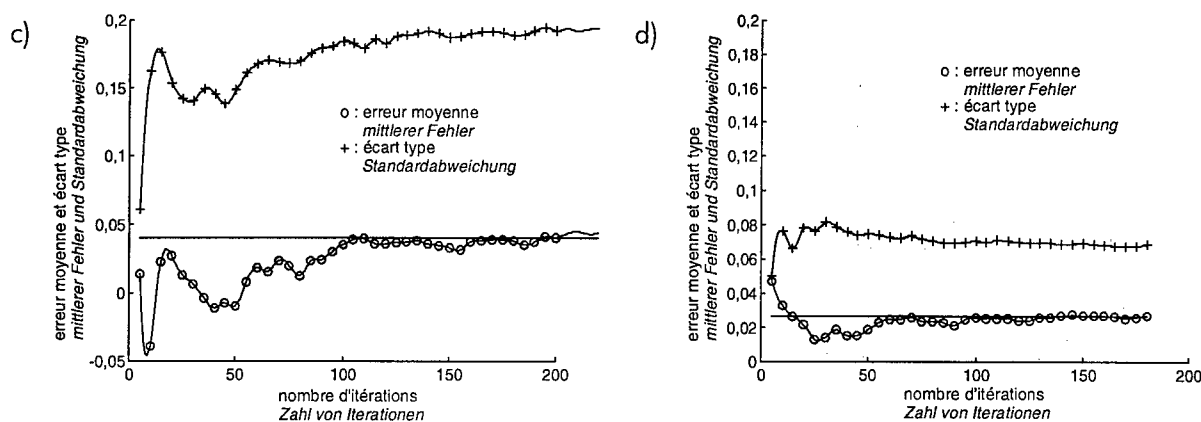 c)
erreur moyenne et écart type
mittlerer Fehler und Standardabweichung
0,2
0,15
0,1
0,05
0
-0,05
o : erreur moyenne
mittlerer Fehler
+ : écart type
Standardabweichung
0
50
100
150
200
nombre d'itérations
Zahl von Iterationen
d)
erreur moyenne et écart type
mittlerer Fehler und Standardabweichung
0,2
0,18
0,16
0,14
0,12
0,1
0,08
0,06
0,04
0,02
0
o : erreur moyenne
mittlerer Fehler
+ : écart type
Standardabweichung
0
50
100
150
200
nombre d'itérations
Zahl von Iterationen